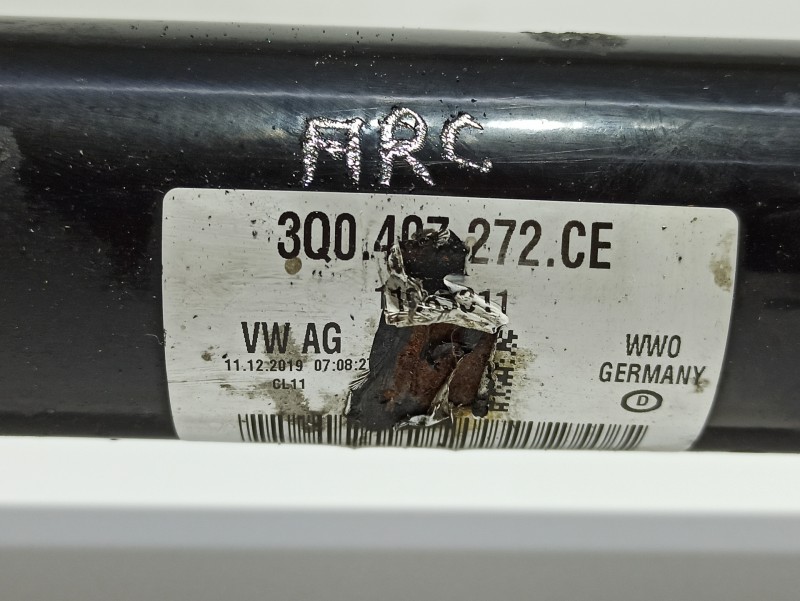 ARC
3Q0.407.272.CE
VW AG
11.12.2019 07:08:2
CL11
WWO
GERMANY
D